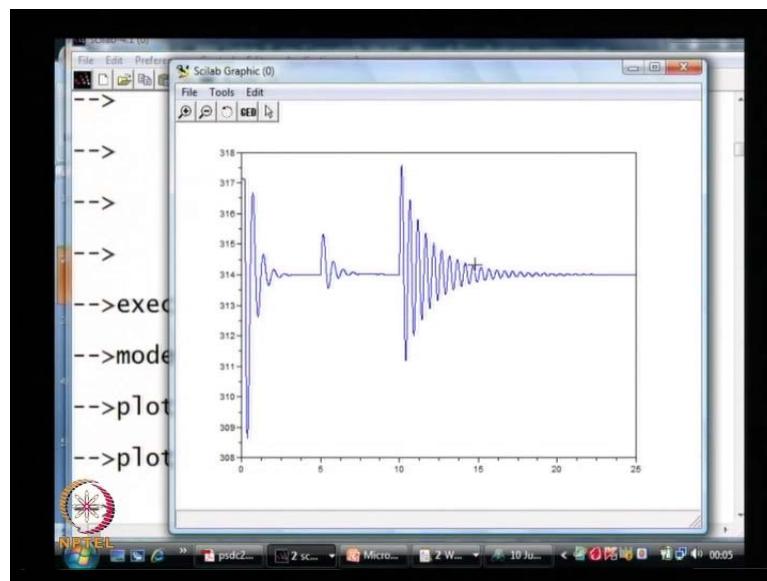 File Edit Prefere
Scilab Graphic (0)
File Tools Edit
GED
-->
-->
-->
-->
-->exec
-->mode
-->plot
-->plot
318
317
316
315
314
313
312
311
310
309
308
0 5 10 15 20 25
NPTEL
psdc2... 2 sc... Micro... 2 W... 10 Ju... 00:05